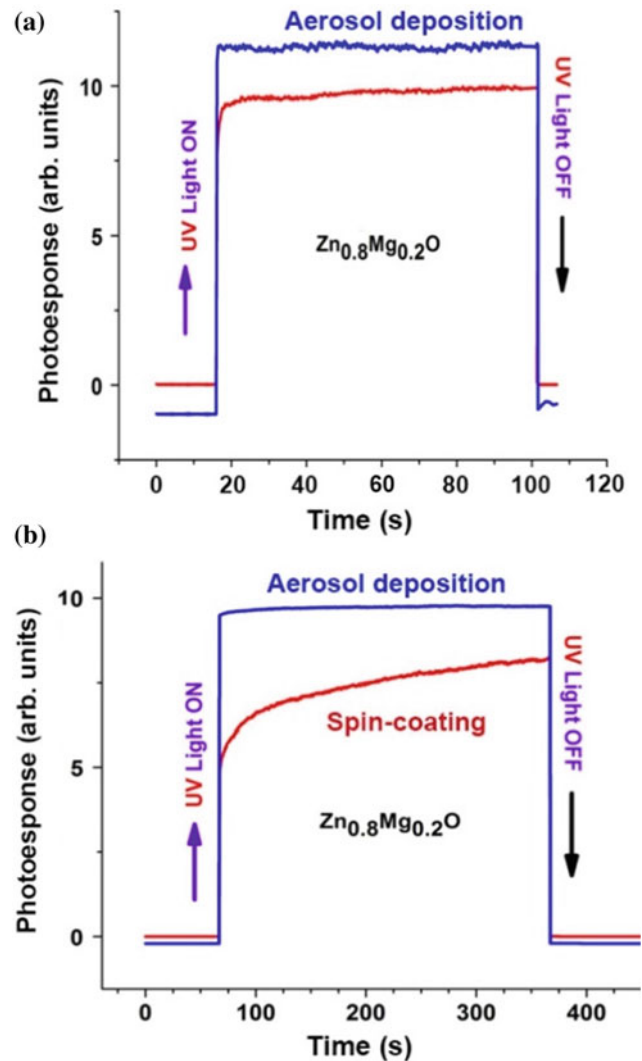 (a)
Aerosol deposition
Photoesponse (arb. units)
10
5
0
UV Light ON
UV Light OFF
Zn0.8Mg0.2O
0 20 40 60 80 100 120
Time (s)
(b)
Aerosol deposition
Photoesponse (arb. units)
10
5
0
UV Light ON
UV Light OFF
Spin-coating
Zn0.8Mg0.2O
0 100 200 300 400
Time (s)